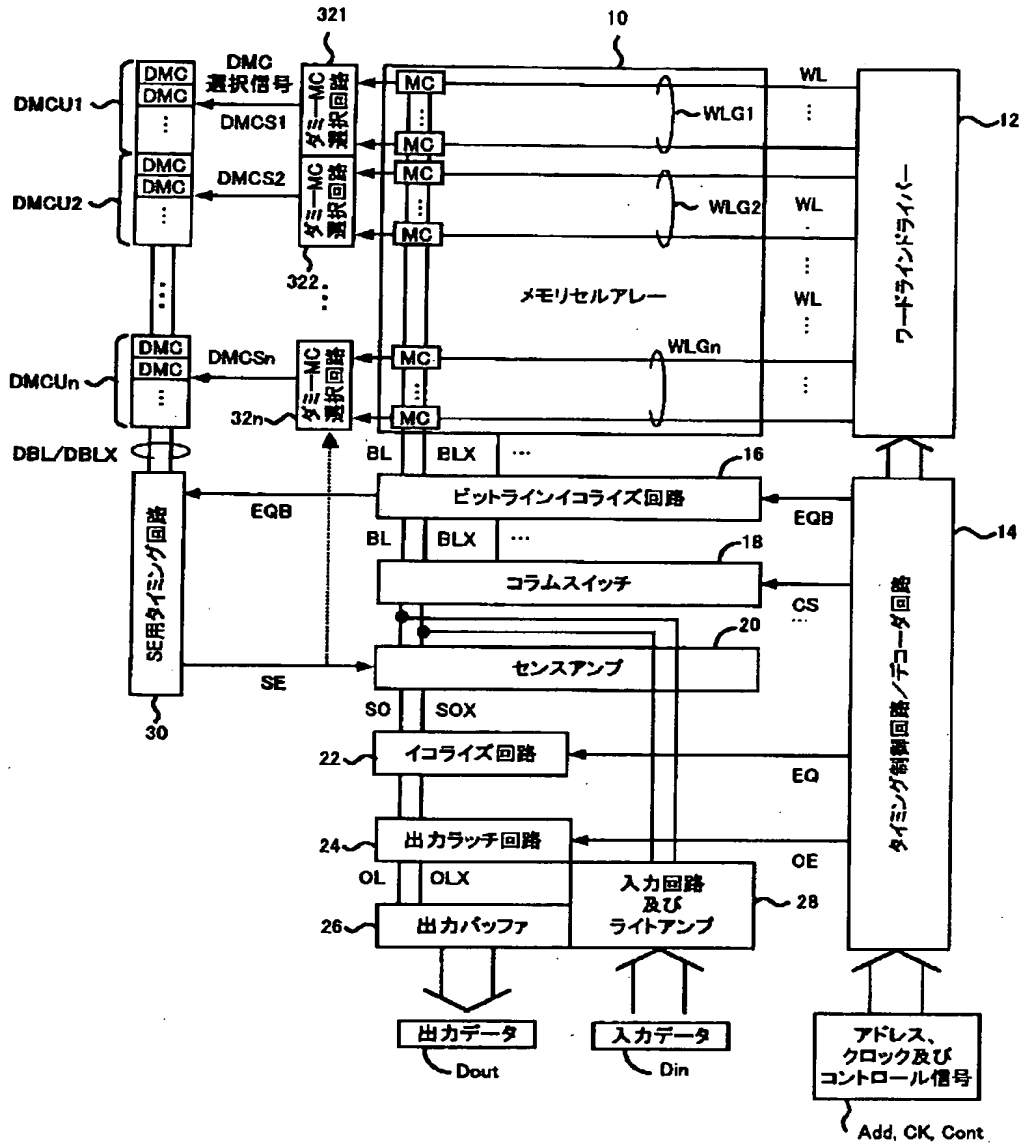 321
10
DMC
選択信号
DMCU1
DMC
DMC
...
DMCS1
ダミーMC
選択回路
MC
...
MC
WLG1
WL
...
12
DMCU2
DMC
DMC
...
DMCS2
ダミーMC
選択回路
322
MC
...
MC
WLG2
WL
...
WL
...
ワードラインドライバー
メモリセルアレー
DMCUn
DMC
DMC
...
DMCSn
ダミーMC
選択回路
32n
MC
...
MC
WLGn
...
DBL/DBLX
BL
BLX
...
16
EQB
ビットラインイコライズ回路
EQB
BL
BLX
...
18
14
コラムスイッチ
CS
...
20
SE用タイミング回路
30
SE
センスアンプ
タイミング制御回路/デコーダ回路
SO
SOX
22
イコライズ回路
EQ
24
出力ラッチ回路
OE
OL
OLX
入力回路
及び
ライトアンプ
28
26
出力バッファ
出力データ
入力データ
Dout
Din
アドレス、
クロック及び
コントロール信号
Add, CK, Cont